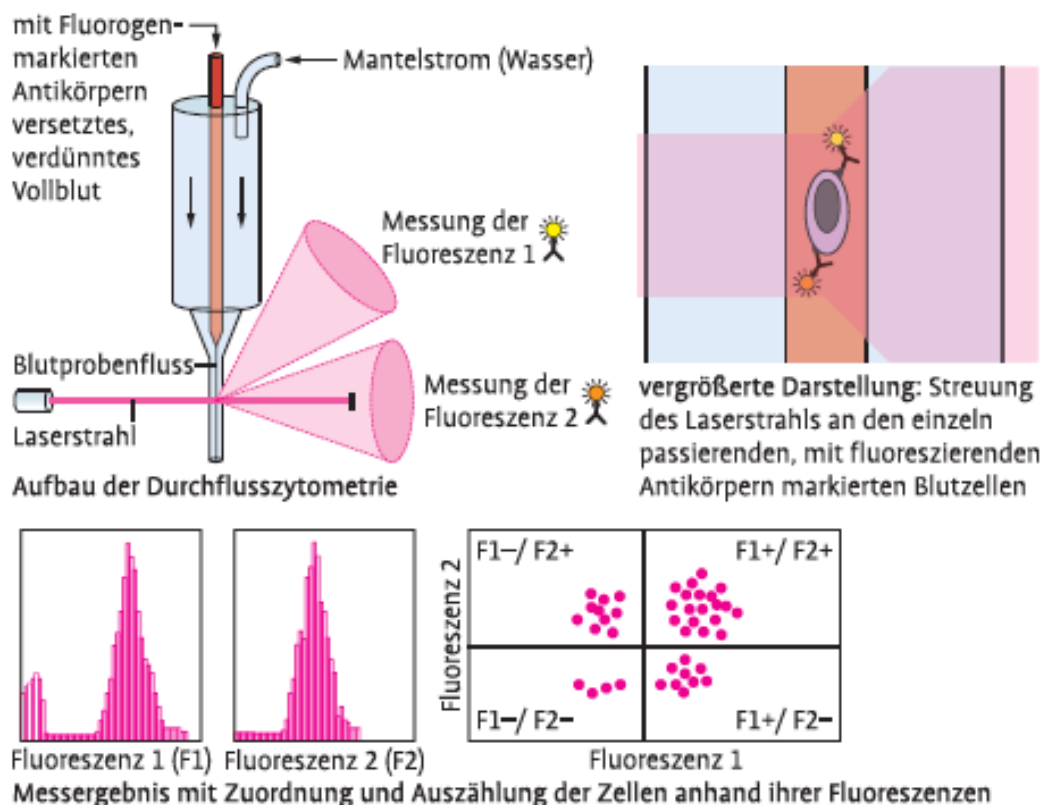 mit Fluorogen-
markierten
Antikörpern
versetztes,
verdünntes
Vollblut
Mantelstrom (Wasser)
Messung der
Fluoreszenz 1
Blutprobenfluss
Messung der
Fluoreszenz 2
Laserstrahl
Aufbau der Durchflusszytometrie
vergrößerte Darstellung: Streuung
des Laserstrahls an den einzeln
passierenden, mit fluoreszierenden
Antikörpern markierten Blutzellen
Fluoreszenz 1 (F1)
Fluoreszenz 2 (F2)
Fluoreszenz 2
F1–/ F2+
F1+/ F2+
F1–/ F2–
F1+/ F2–
Fluoreszenz 1
Messergebnis mit Zuordnung und Auszählung der Zellen anhand ihrer Fluoreszenzen